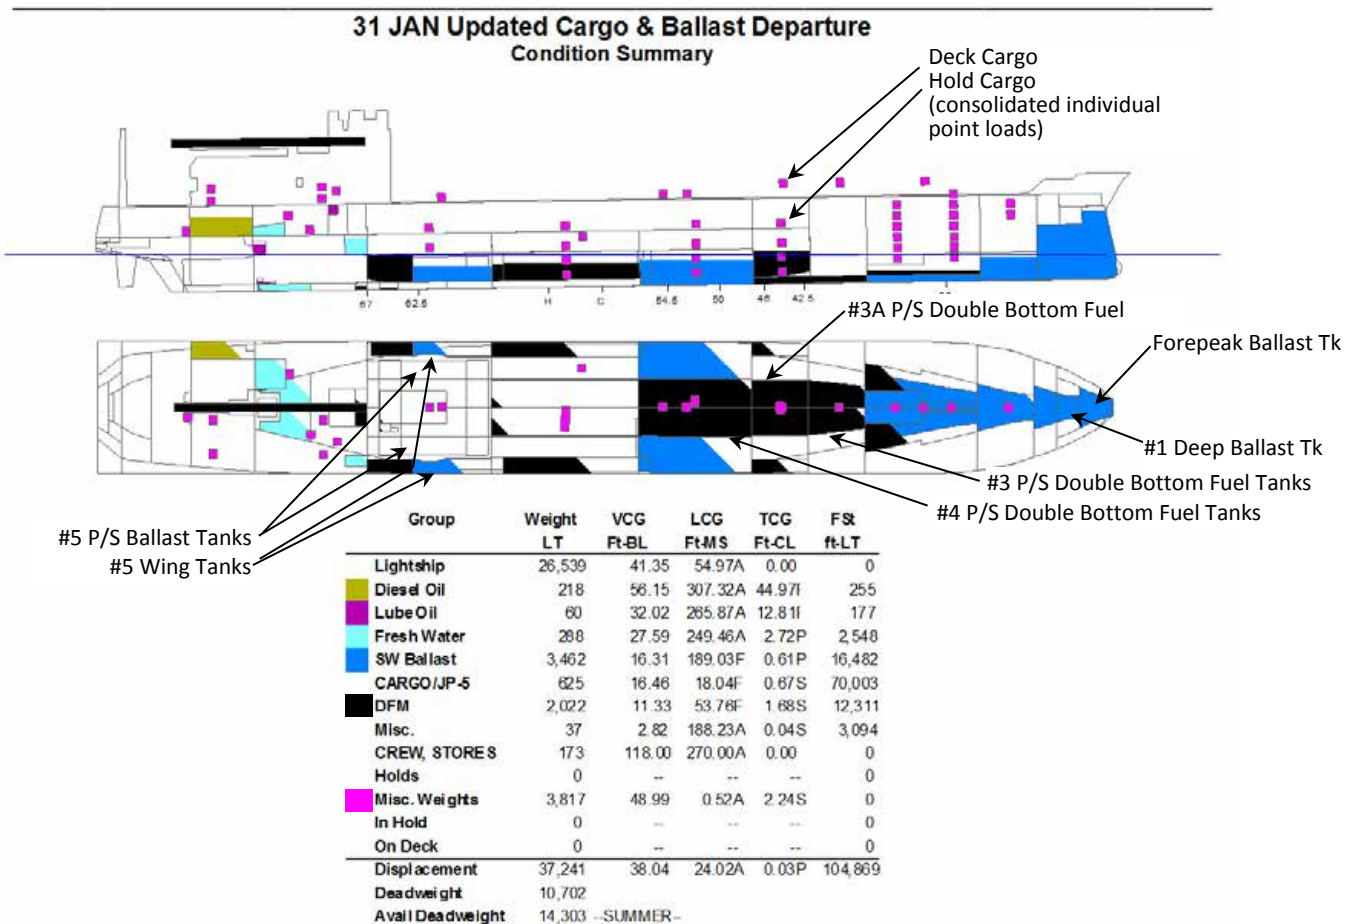 31 JAN Updated Cargo & Ballast Departure
Condition Summary
Deck Cargo
Hold Cargo
(consolidated individual
point loads)
67 62.5 H C 54.5 50 46 42.5
#3A P/S Double Bottom Fuel
Forepeak Ballast Tk
#1 Deep Ballast Tk
#3 P/S Double Bottom Fuel Tanks
#4 P/S Double Bottom Fuel Tanks
#5 P/S Ballast Tanks
#5 Wing Tanks
Group Weight VCG LCG TCG FSt
LT Ft-BL Ft-MS Ft-CL ft-LT
Lightship 26,539 41.35 54.97A 0.00 0
Diesel Oil 218 56.15 307.32A 44.97 255
Lube Oil 60 32.02 265.87A 12.81 177
Fresh Water 288 27.59 249.46A 2.72P 2,548
SW Ballast 3,462 16.31 189.03F 0.61P 16,482
CARGO/JP-5 625 16.46 18.04F 0.67S 70,003
DFM 2,022 11.33 53.76F 1.68S 12,311
Misc. 37 2.82 188.23A 0.04S 3,094
CREW, STORES 173 118.00 270.00A 0.00 0
Holds 0 -- -- -- 0
Misc. Weights 3,817 48.99 0.52A 2.24S 0
In Hold 0 -- -- -- 0
On Deck 0 -- -- -- 0
Displacement 37,241 38.04 24.02A 0.03P 104,869
Deadweight 10,702
Avail Deadweight 14,303 --SUMMER--